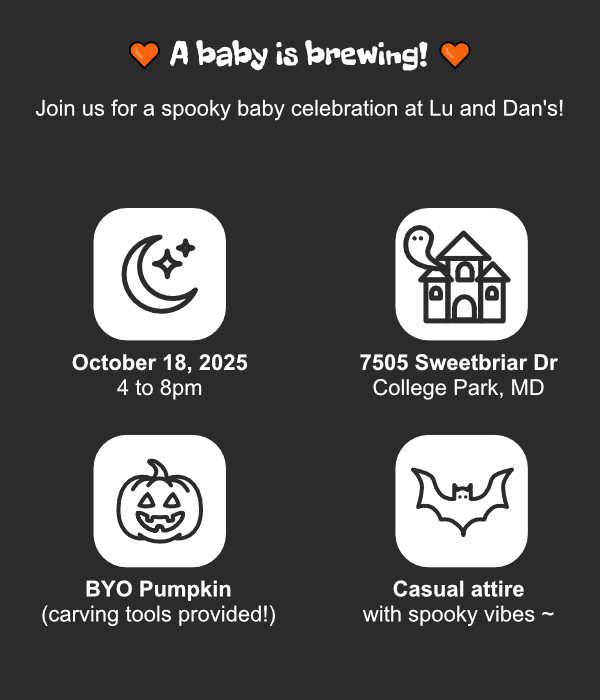 A baby is brewing!
Join us for a spooky baby celebration at Lu and Dan's!
October 18, 2025
4 to 8pm
7505 Sweetbriar Dr
College Park, MD
BYO Pumpkin
(carving tools provided!)
Casual attire
with spooky vibes ~